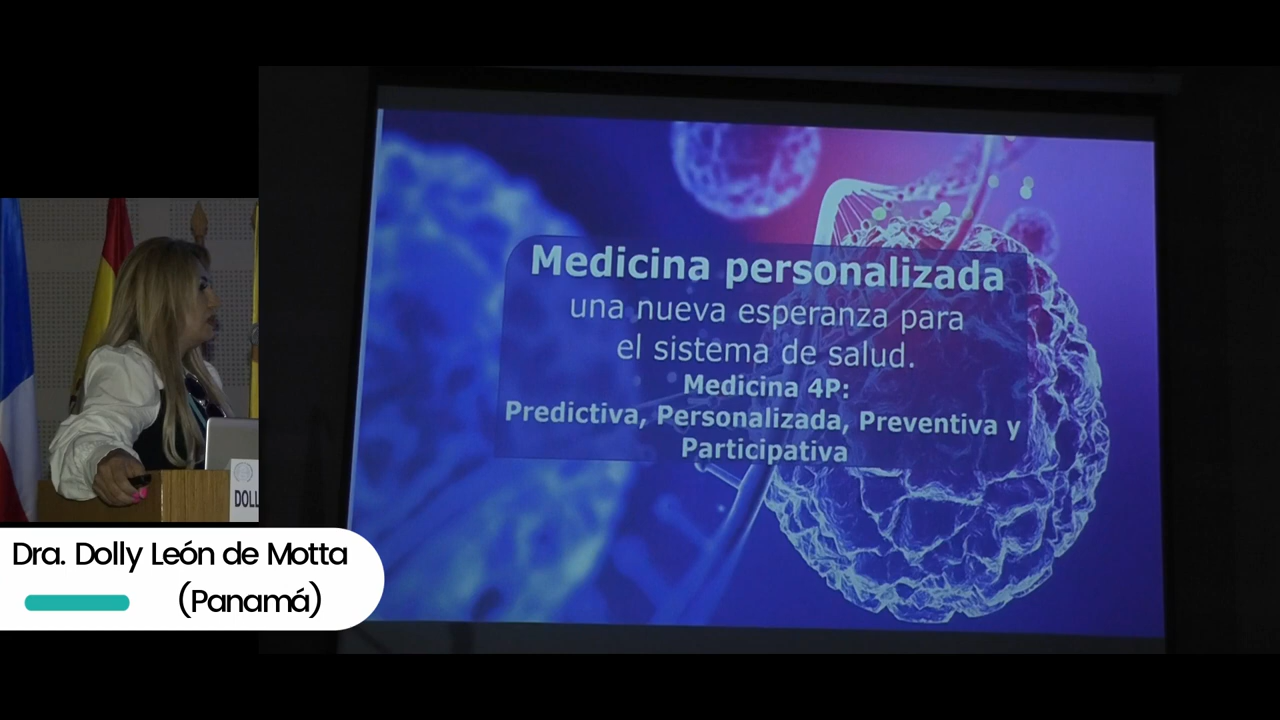 Medicina personalizada
una nueva esperanza para
el sistema de salud.
Medicina 4P:
Predictiva, Personalizada, Preventiva y
Participativa
DOLL
Dra. Dolly León de Motta
(Panamá)